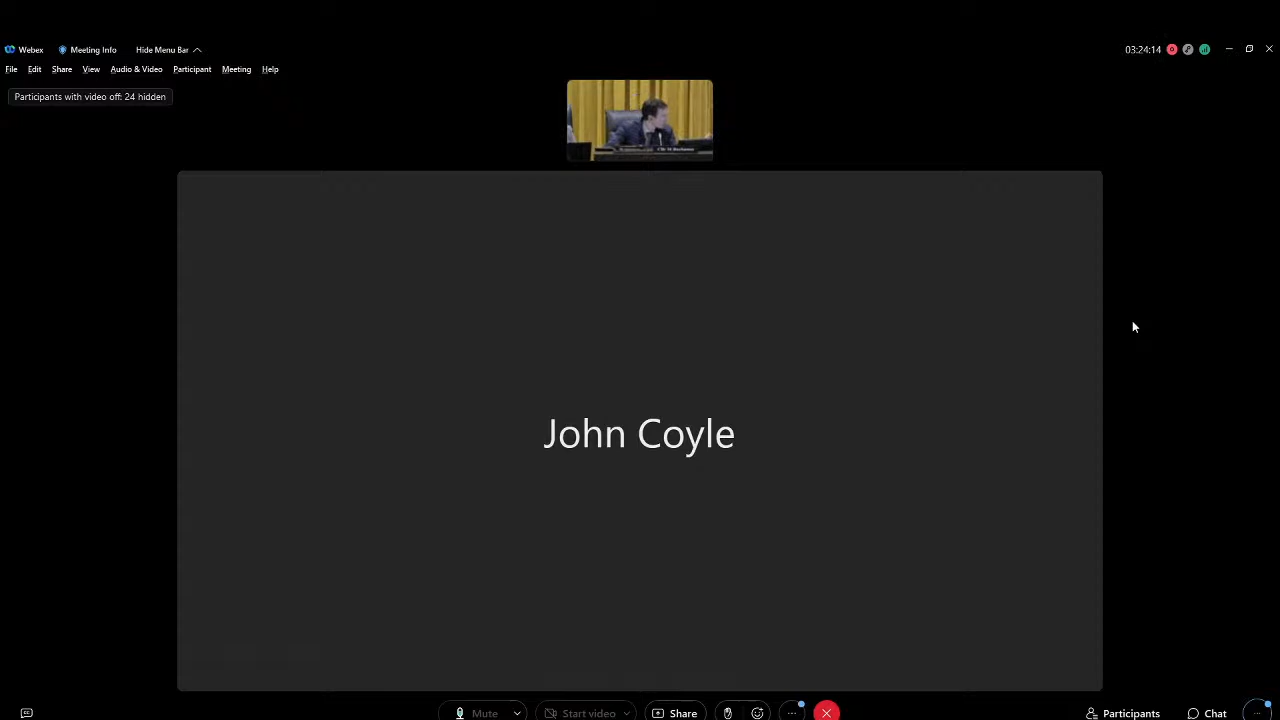 Webex
Meeting Info
Hide Menu Bar
03:24:14
File
Edit
Share
View
Audio & Video
Participant
Meeting
Help
Participants with video off: 24 hidden
John Coyle
Mute
Start video
Share
Participants
Chat